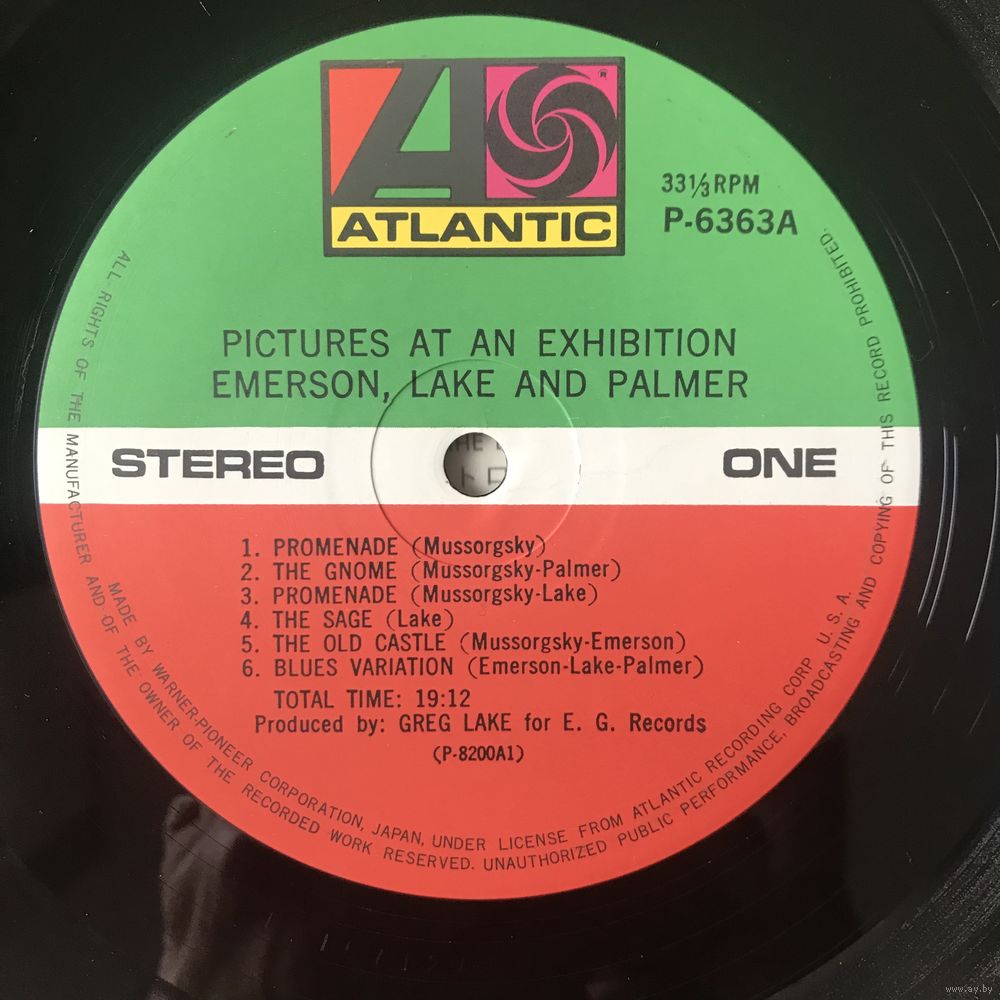 ATLANTIC
®
33⅓ RPM
P-6363A
PICTURES AT AN EXHIBITION
EMERSON, LAKE AND PALMER
STEREO
ONE
1. PROMENADE (Mussorgsky)
2. THE GNOME (Mussorgsky-Palmer)
3. PROMENADE (Mussorgsky-Lake)
4. THE SAGE (Lake)
5. THE OLD CASTLE (Mussorgsky-Emerson)
6. BLUES VARIATION (Emerson-Lake-Palmer)
TOTAL TIME: 19:12
Produced by: GREG LAKE for E. G. Records
(P-8200A1)
MADE BY WARNER-PIONEER CORPORATION, JAPAN, UNDER LICENSE FROM ATLANTIC RECORDING CORP U. S. A.
ALL RIGHTS OF THE MANUFACTURER AND OF THE OWNER OF THE RECORDED WORK RESERVED. UNAUTHORIZED PUBLIC PERFORMANCE, BROADCASTING AND COPYING OF THIS RECORD PROHIBITED.
www.ay.by